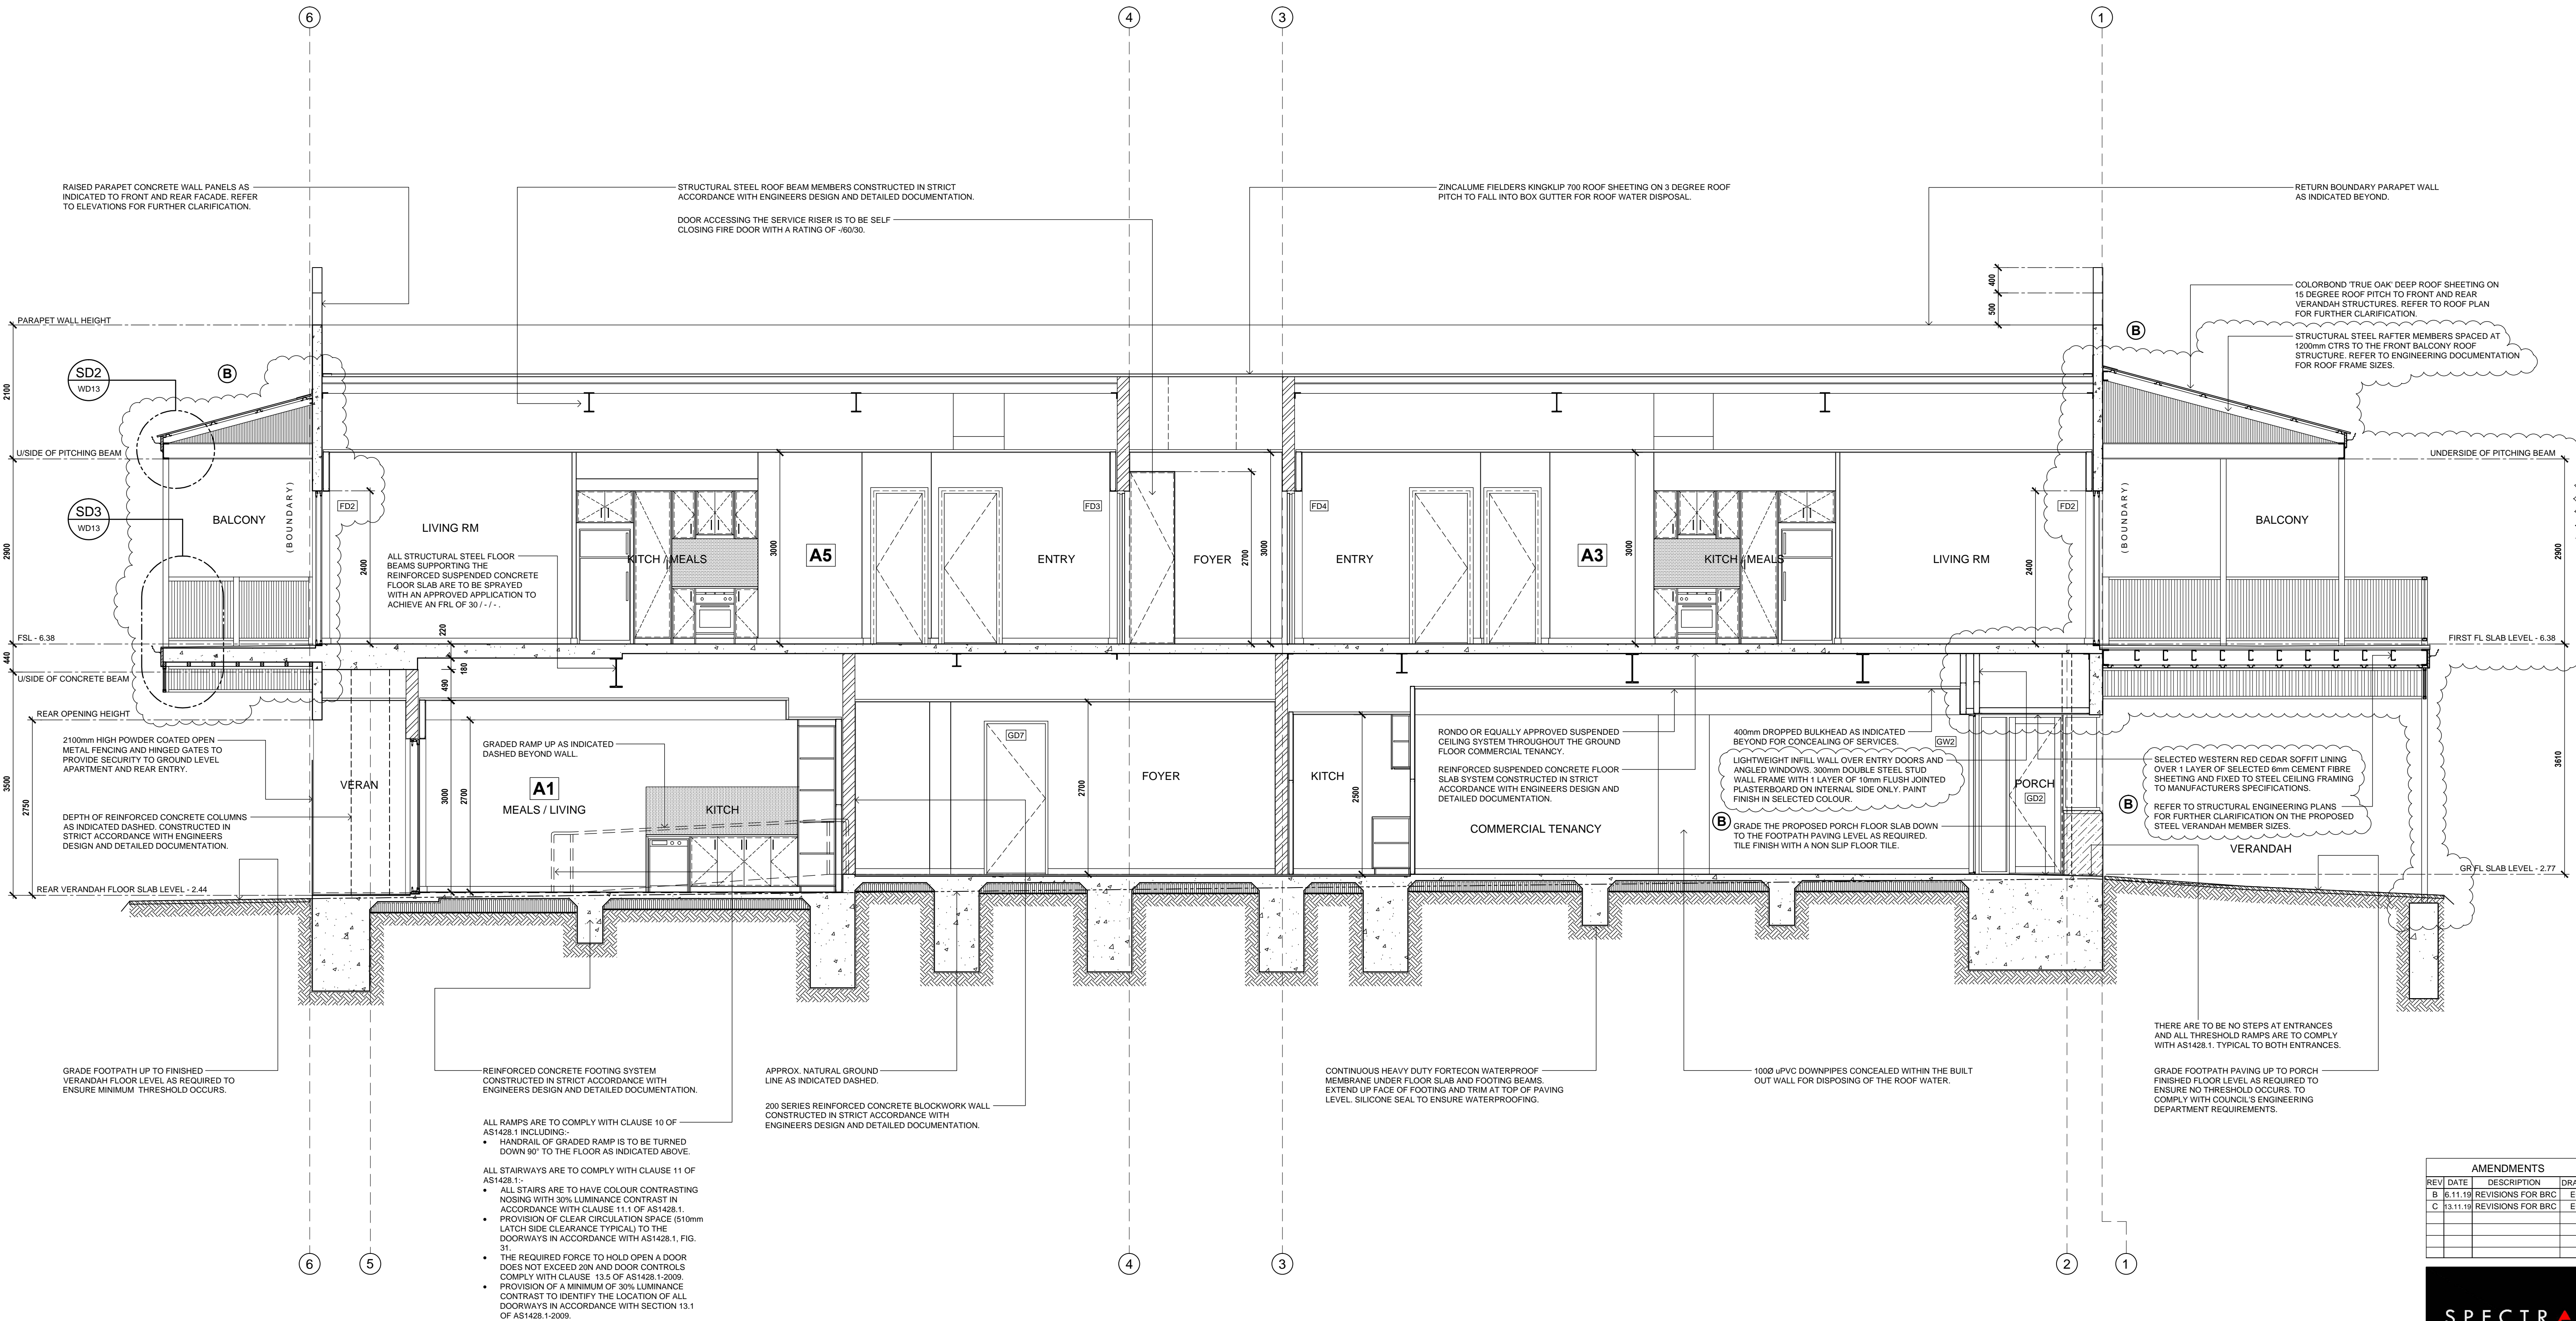 6
4
3
1
RAISED PARAPET CONCRETE WALL PANELS AS
INDICATED TO FRONT AND REAR FACADE. REFER
TO ELEVATIONS FOR FURTHER CLARIFICATION.
STRUCTURAL STEEL ROOF BEAM MEMBERS CONSTRUCTED IN STRICT
ACCORDANCE WITH ENGINEERS DESIGN AND DETAILED DOCUMENTATION.
DOOR ACCESSING THE SERVICE RISER IS TO BE SELF
CLOSING FIRE DOOR WITH A RATING OF -/60/30.
ZINCALUME FIELDERS KINGKLIP 700 ROOF SHEETING ON 3 DEGREE ROOF
PITCH TO FALL INTO BOX GUTTER FOR ROOF WATER DISPOSAL.
RETURN BOUNDARY PARAPET WALL
AS INDICATED BEYOND.
400
500
COLORBOND 'TRUE OAK' DEEP ROOF SHEETING ON
15 DEGREE ROOF PITCH TO FRONT AND REAR
VERANDAH STRUCTURES. REFER TO ROOF PLAN
FOR FURTHER CLARIFICATION.
B
STRUCTURAL STEEL RAFTER MEMBERS SPACED AT
1200mm CTRS TO THE FRONT BALCONY ROOF
STRUCTURE. REFER TO ENGINEERING DOCUMENTATION
FOR ROOF FRAME SIZES.
PARAPET WALL HEIGHT
SD2
WD13
B
2100
U/SIDE OF PITCHING BEAM
UNDERSIDE OF PITCHING BEAM
SD3
WD13
BALCONY
(BOUNDARY)
FD2
LIVING RM
2400
ALL STRUCTURAL STEEL FLOOR
BEAMS SUPPORTING THE
REINFORCED SUSPENDED CONCRETE
FLOOR SLAB ARE TO BE SPRAYED
WITH AN APPROVED APPLICATION TO
ACHIEVE AN FRL OF 30 / - / - .
KITCH / MEALS
3000
A5
ENTRY
FD3
FOYER
2700
3000
FD4
ENTRY
A3
3000
KITCH / MEALS
LIVING RM
2400
FD2
(BOUNDARY)
BALCONY
2900
2900
FSL - 6.38
FIRST FL SLAB LEVEL - 6.38
440
220
180
490
U/SIDE OF CONCRETE BEAM
REAR OPENING HEIGHT
2100mm HIGH POWDER COATED OPEN
METAL FENCING AND HINGED GATES TO
PROVIDE SECURITY TO GROUND LEVEL
APARTMENT AND REAR ENTRY.
DEPTH OF REINFORCED CONCRETE COLUMNS
AS INDICATED DASHED. CONSTRUCTED IN
STRICT ACCORDANCE WITH ENGINEERS
DESIGN AND DETAILED DOCUMENTATION.
3500
2750
VERAN
3000
2700
GRADED RAMP UP AS INDICATED
DASHED BEYOND WALL.
A1
MEALS / LIVING
KITCH
GD7
2700
FOYER
KITCH
2500
RONDO OR EQUALLY APPROVED SUSPENDED
CEILING SYSTEM THROUGHOUT THE GROUND
FLOOR COMMERCIAL TENANCY.
REINFORCED SUSPENDED CONCRETE FLOOR
SLAB SYSTEM CONSTRUCTED IN STRICT
ACCORDANCE WITH ENGINEERS DESIGN AND
DETAILED DOCUMENTATION.
COMMERCIAL TENANCY
400mm DROPPED BULKHEAD AS INDICATED
BEYOND FOR CONCEALING OF SERVICES.
GW2
LIGHTWEIGHT INFILL WALL OVER ENTRY DOORS AND
ANGLED WINDOWS. 300mm DOUBLE STEEL STUD
WALL FRAME WITH 1 LAYER OF 10mm FLUSH JOINTED
PLASTERBOARD ON INTERNAL SIDE ONLY. PAINT
FINISH IN SELECTED COLOUR.
B
GRADE THE PROPOSED PORCH FLOOR SLAB DOWN
TO THE FOOTPATH PAVING LEVEL AS REQUIRED.
TILE FINISH WITH A NON SLIP FLOOR TILE.
PORCH
GD2
SELECTED WESTERN RED CEDAR SOFFIT LINING
OVER 1 LAYER OF SELECTED 6mm CEMENT FIBRE
SHEETING AND FIXED TO STEEL CEILING FRAMING
TO MANUFACTURERS SPECIFICATIONS.
B
REFER TO STRUCTURAL ENGINEERING PLANS
FOR FURTHER CLARIFICATION ON THE PROPOSED
STEEL VERANDAH MEMBER SIZES.
VERANDAH
3610
REAR VERANDAH FLOOR SLAB LEVEL - 2.44
GR FL SLAB LEVEL - 2.77
GRADE FOOTPATH UP TO FINISHED
VERANDAH FLOOR LEVEL AS REQUIRED TO
ENSURE MINIMUM THRESHOLD OCCURS.
REINFORCED CONCRETE FOOTING SYSTEM
CONSTRUCTED IN STRICT ACCORDANCE WITH
ENGINEERS DESIGN AND DETAILED DOCUMENTATION.
ALL RAMPS ARE TO COMPLY WITH CLAUSE 10 OF
AS1428.1 INCLUDING:-
• HANDRAIL OF GRADED RAMP IS TO BE TURNED
DOWN 90° TO THE FLOOR AS INDICATED ABOVE.
ALL STAIRWAYS ARE TO COMPLY WITH CLAUSE 11 OF
AS1428.1:-
• ALL STAIRS ARE TO HAVE COLOUR CONTRASTING
NOSING WITH 30% LUMINANCE CONTRAST IN
ACCORDANCE WITH CLAUSE 11.1 OF AS1428.1.
• PROVISION OF CLEAR CIRCULATION SPACE (510mm
LATCH SIDE CLEARANCE TYPICAL) TO THE
DOORWAYS IN ACCORDANCE WITH AS1428.1, FIG.
31.
• THE REQUIRED FORCE TO HOLD OPEN A DOOR
DOES NOT EXCEED 20N AND DOOR CONTROLS
COMPLY WITH CLAUSE 13.5 OF AS1428.1-2009.
• PROVISION OF A MINIMUM OF 30% LUMINANCE
CONTRAST TO IDENTIFY THE LOCATION OF ALL
DOORWAYS IN ACCORDANCE WITH SECTION 13.1
OF AS1428.1-2009.
APPROX. NATURAL GROUND
LINE AS INDICATED DASHED.
200 SERIES REINFORCED CONCRETE BLOCKWORK WALL
CONSTRUCTED IN STRICT ACCORDANCE WITH
ENGINEERS DESIGN AND DETAILED DOCUMENTATION.
CONTINUOUS HEAVY DUTY FORTECON WATERPROOF
MEMBRANE UNDER FLOOR SLAB AND FOOTING BEAMS.
EXTEND UP FACE OF FOOTING AND TRIM AT TOP OF PAVING
LEVEL. SILICONE SEAL TO ENSURE WATERPROOFING.
100Ø uPVC DOWNPIPES CONCEALED WITHIN THE BUILT
OUT WALL FOR DISPOSING OF THE ROOF WATER.
THERE ARE TO BE NO STEPS AT ENTRANCES
AND ALL THRESHOLD RAMPS ARE TO COMPLY
WITH AS1428.1. TYPICAL TO BOTH ENTRANCES.
GRADE FOOTPATH PAVING UP TO PORCH
FINISHED FLOOR LEVEL AS REQUIRED TO
ENSURE NO THRESHOLD OCCURS. TO
COMPLY WITH COUNCIL'S ENGINEERING
DEPARTMENT REQUIREMENTS.
6
5
4
3
2
1
AMENDMENTS
REV DATE DESCRIPTION DRA
B 6.11.19 REVISIONS FOR BRC E
C 13.11.19 REVISIONS FOR BRC E
SPECTR